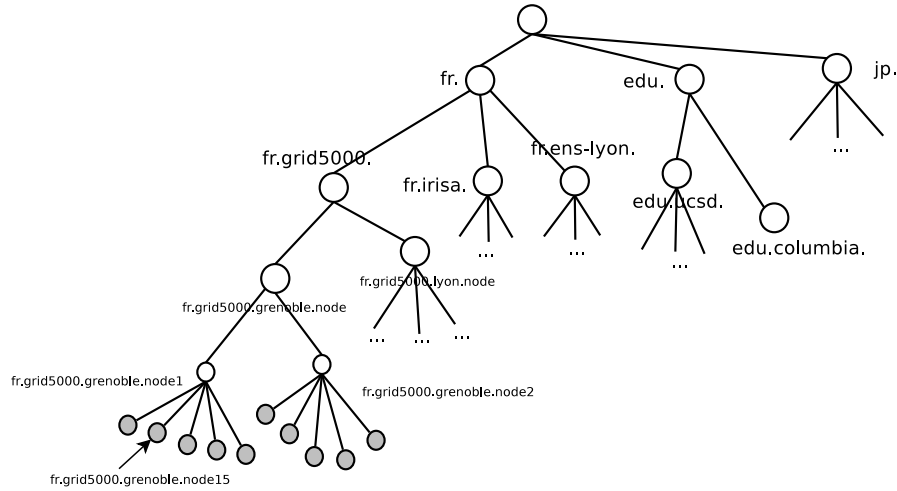 fr.
edu.
jp.
fr.grid5000.
fr.ens-lyon.
fr.irisa.
edu.ucsd.
...
edu.columbia.
...
...
...
fr.grid5000.grenoble.node
fr.grid5000.lyon.node
...
...
...
fr.grid5000.grenoble.node1
fr.grid5000.grenoble.node2
fr.grid5000.grenoble.node15